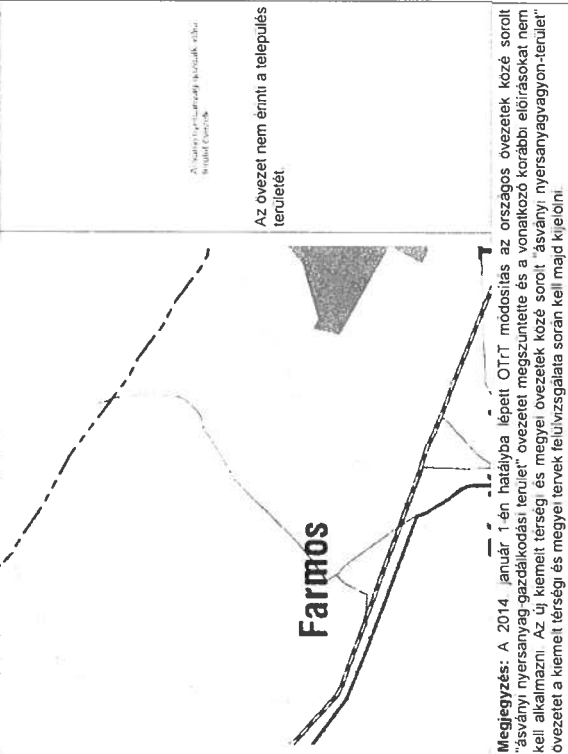 Az övezet nem érinti a település
területét.
Farmos
Megjegyzés: A 2014. január 1-én hatályba lépett OTrT módosítás az országos övezetek közé sorolt
"ásványi nyersanyag-gazdálkodási terület" övezetet megszüntette és a vonatkozó korábbi előírásokat nem
kell alkalmazni. Az új kiemelt térségi és megyei övezetek közé sorolt "ásványi nyersanyagvagyon-terület"
övezetet a kiemelt térségi és megyei tervek felülvizsgálata során kell majd kijelölni.